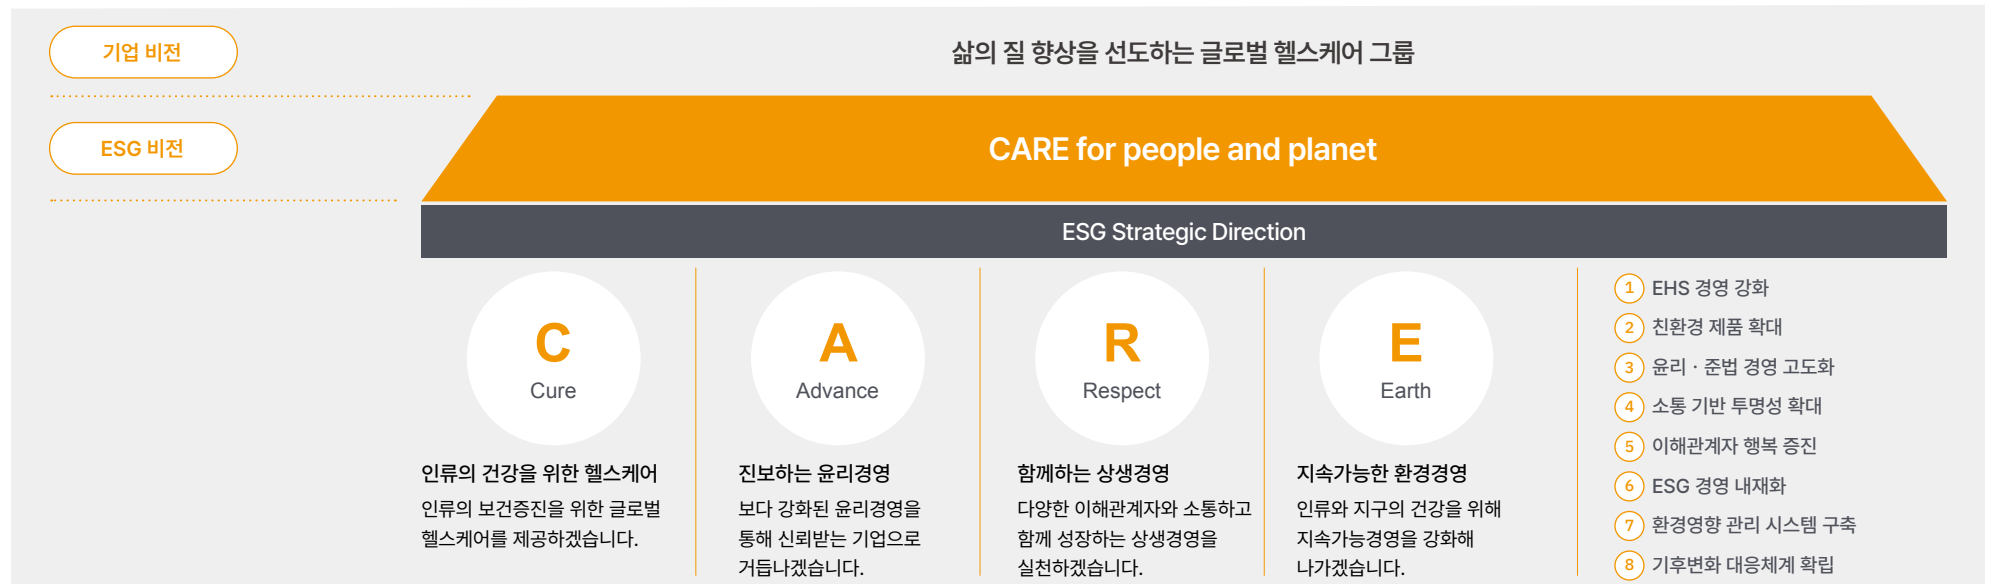 기업 비전
삶의 질 향상을 선도하는 글로벌 헬스케어 그룹
ESG 비전
CARE for people and planet
ESG Strategic Direction
C
Cure
인류의 건강을 위한 헬스케어
인류의 보건증진을 위한 글로벌
헬스케어를 제공하겠습니다.
A
Advance
진보하는 윤리경영
보다 강화된 윤리경영을
통해 신뢰받는 기업으로
거듭나겠습니다.
R
Respect
함께하는 상생경영
다양한 이해관계자와 소통하고
함께 성장하는 상생경영을
실천하겠습니다.
E
Earth
지속가능한 환경경영
인류와 지구의 건강을 위해
지속가능경영을 강화해
나가겠습니다.
1 EHS 경영 강화
2 친환경 제품 확대
3 윤리 · 준법 경영 고도화
4 소통 기반 투명성 확대
5 이해관계자 행복 증진
6 ESG 경영 내재화
7 환경영향 관리 시스템 구축
8 기후변화 대응체계 확립